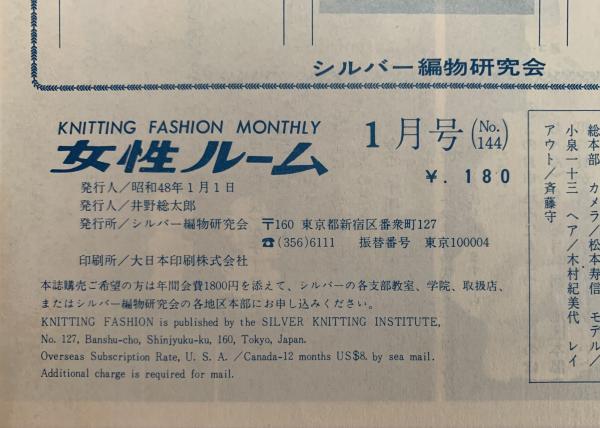 シルバー編物研究会
KNITTING FASHION MONTHLY
女性ルーム
1月号(No. 144)
¥. 180
発行人/昭和48年1月1日
発行人/井野総太郎
発行所/シルバー編物研究会 〒160 東京都新宿区番衆町127
☎(356)6111 振替番号 東京100004
印刷所/大日本印刷株式会社
本誌購売ご希望の方は年間会費1800円を添えて、シルバーの各支部教室、学院、取扱店、
またはシルバー編物研究会の各地区本部にお申し込みください。
KNITTING FASHION is published by the SILVER KNITTING INSTITUTE,
No. 127, Banshu-cho, Shinjyuku-ku, 160, Tokyo, Japan.
Overseas Subscription Rate, U. S. A. /Canada-12 months US$8. by sea mail.
Additional charge is required for mail.
総本部 カメラ/松本寿信 モデル/
小泉一十三 ヘア/木村紀美代 レイ
アウト/斉藤守